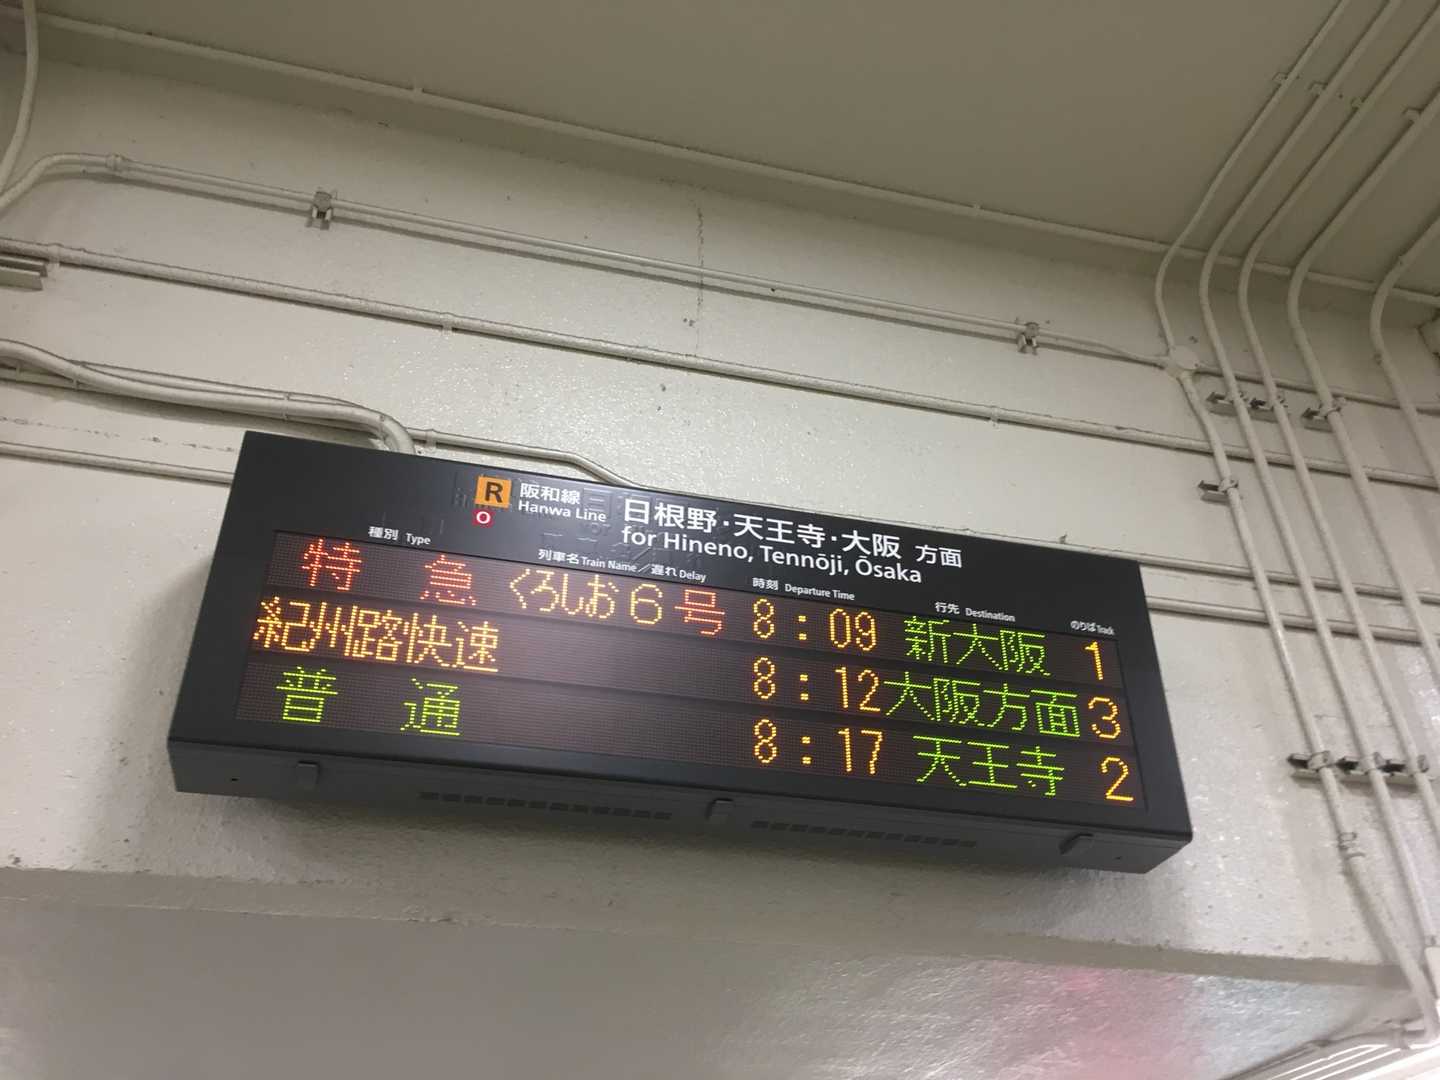 R 阪和線 日根野・天王寺・大阪 方面
O Hanwa Line for Hineno, Tennōji, Ōsaka
種別 Type 列車名 Train Name/遅れ Delay 時刻 Departure Time 行先 Destination のりば Track
特急 くろしお6号 8:09 新大阪 1
紀州路快速 8:12 大阪方面 3
普通 8:17 天王寺 2